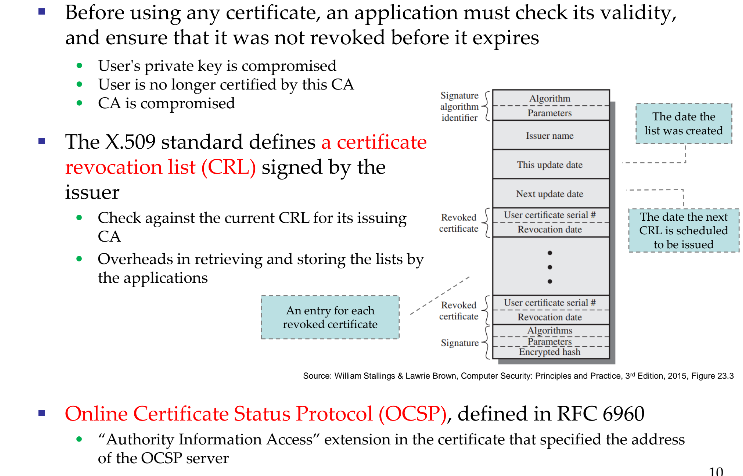 Before using any certificate, an application must check its validity,
and ensure that it was not revoked before it expires
User's private key is compromised
User is no longer certified by this CA
CA is compromised
The X.509 standard defines a certificate
revocation list (CRL) signed by the
issuer
Check against the current CRL for its issuing
CA
Overheads in retrieving and storing the lists by
the applications
Signature
algorithm
identifier
Algorithm
Parameters
Issuer name
This update date
Next update date
Revoked
certificate
User certificate serial #
Revocation date
Revoked
certificate
User certificate serial #
Revocation date
Signature
Algorithms
Parameters
Encrypted hash
The date the
list was created
The date the next
CRL is scheduled
to be issued
An entry for each
revoked certificate
Source: William Stallings & Lawrie Brown, Computer Security: Principles and Practice, 3rd Edition, 2015, Figure 23.3
Online Certificate Status Protocol (OCSP), defined in RFC 6960
“Authority Information Access” extension in the certificate that specified the address
of the OCSP server
10